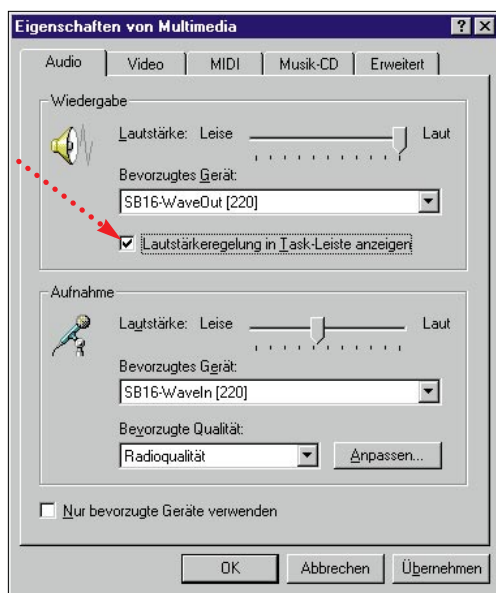 Eigenschaften von Multimedia
Audio Video MIDI Musik-CD Erweitert
Wiedergabe
Lautstärke: Leise Laut
Bevorzugtes Gerät:
SB16-WaveOut [220]
Lautstärkeregelung in Task-Leiste anzeigen
Aufnahme
Lautstärke: Leise Laut
Bevorzugtes Gerät:
SB16-WaveIn [220]
Bevorzugte Qualität:
Radioqualität Anpassen...
Nur bevorzugte Geräte verwenden
OK Abbrechen Übernehmen